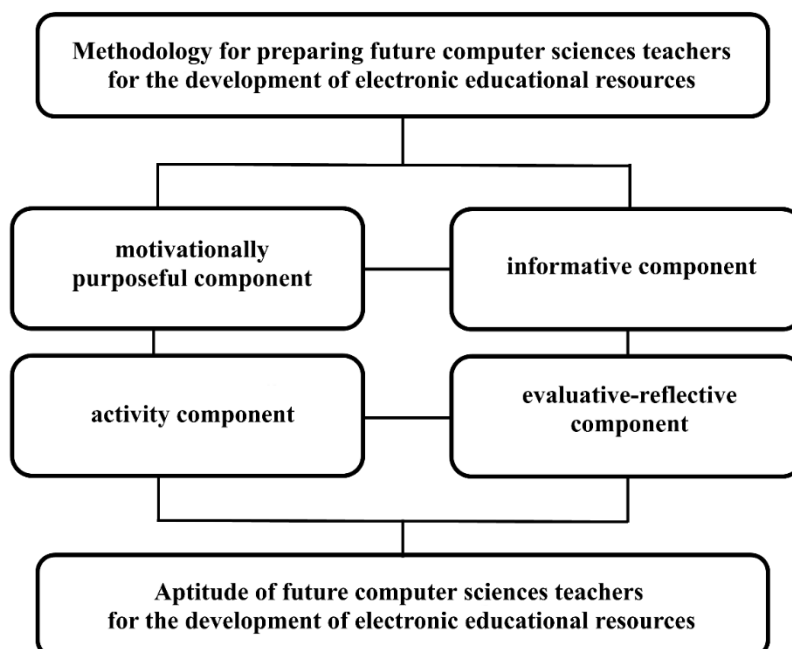 Methodology for preparing future computer sciences teachers
for the development of electronic educational resources
motivationally
purposeful component
informative component
activity component
evaluative-reflective
component
Aptitude of future computer sciences teachers
for the development of electronic educational resources